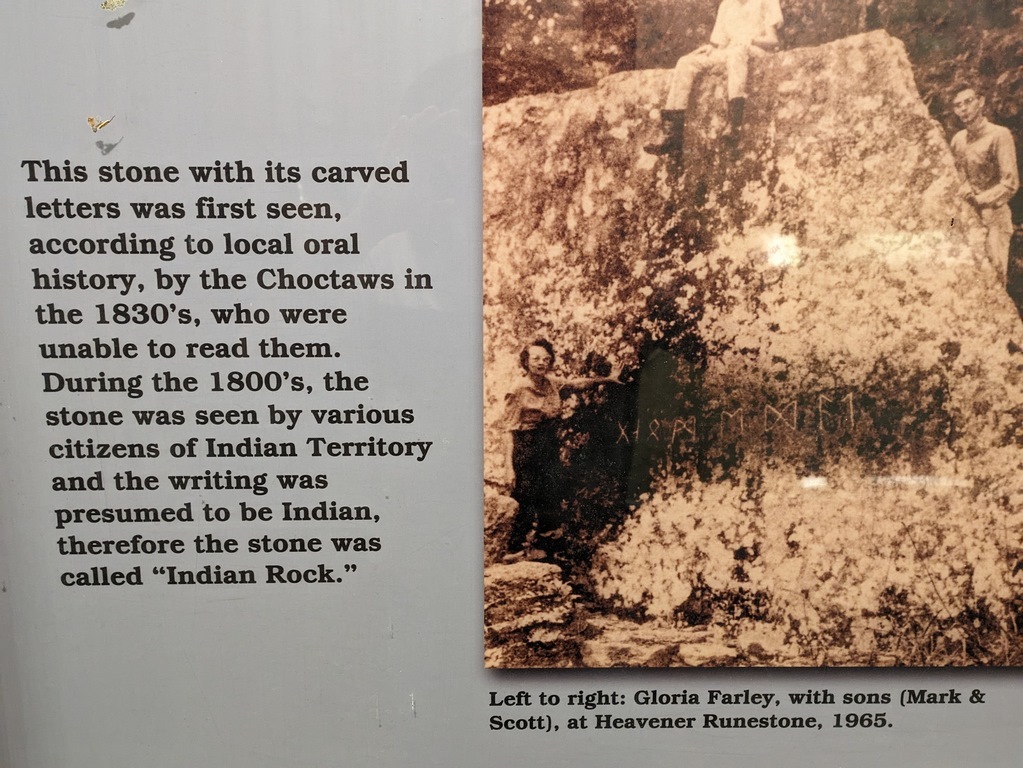 This stone with its carved
letters was first seen,
according to local oral
history, by the Choctaws in
the 1830's, who were
unable to read them.
During the 1800's, the
stone was seen by various
citizens of Indian Territory
and the writing was
presumed to be Indian,
therefore the stone was
called “Indian Rock.”
ᚷᚾᛟᛗᛖᛞᚨᛚ
Left to right: Gloria Farley, with sons (Mark &
Scott), at Heavener Runestone, 1965.